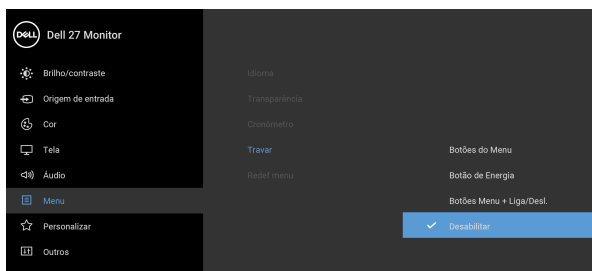 DELL Dell 27 Monitor
Brilho/contraste Idioma
Origem de entrada Transparência
Cor Cronômetro
Tela Travar Botões do Menu
Áudio Redef menu Botão de Energia
Menu Botões Menu + Liga/Desl.
Personalizar Desabilitar
Outros